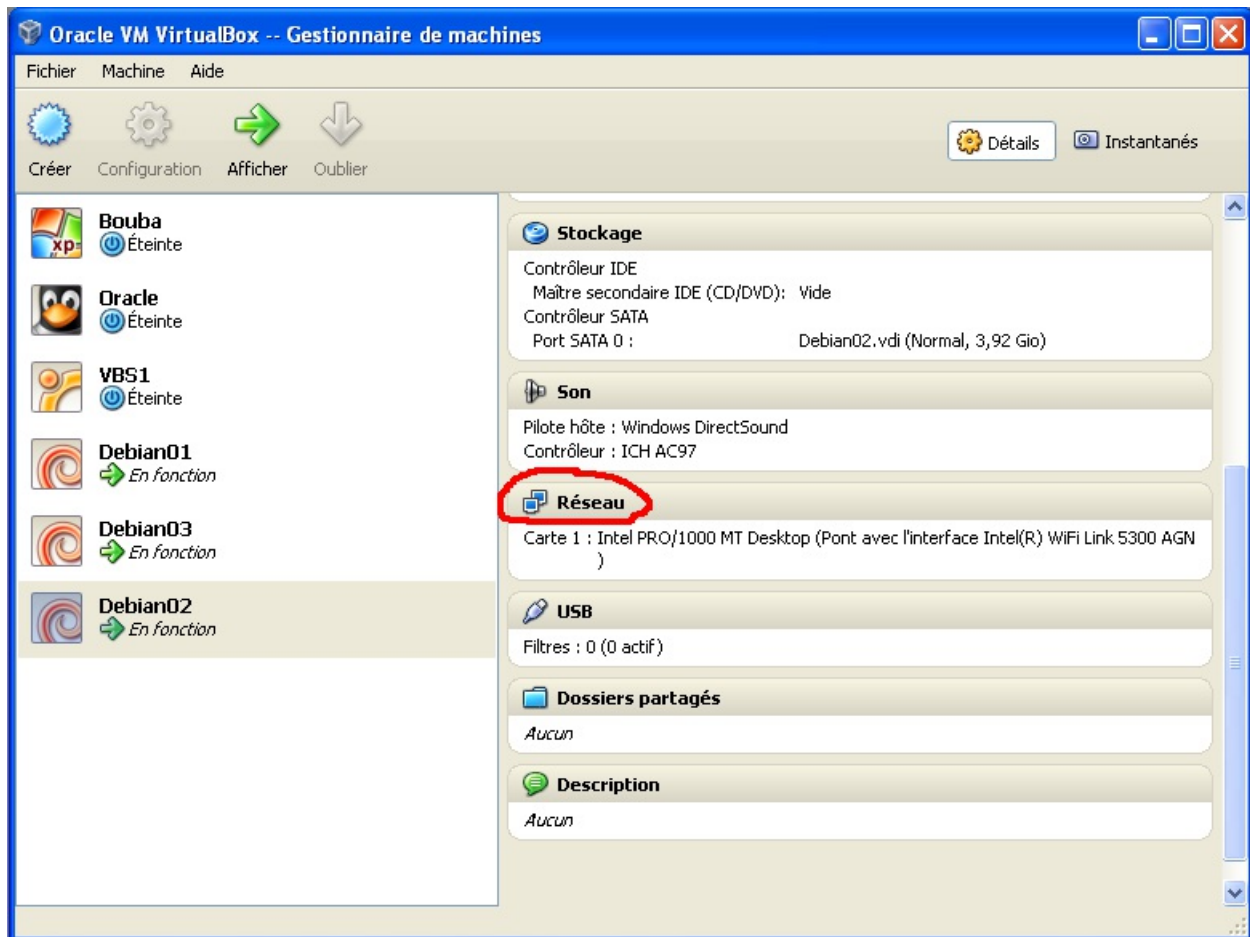 Oracle VM VirtualBox -- Gestionnaire de machines
Fichier Machine Aide
Créer Configuration Afficher Oublier
Détails Instantanés
Bouba
Éteinte
Oracle
Éteinte
VBS1
Éteinte
Debian01
En fonction
Debian03
En fonction
Debian02
En fonction
Stockage
Contrôleur IDE
Maître secondaire IDE (CD/DVD): Vide
Contrôleur SATA
Port SATA 0 : Debian02.vdi (Normal, 3,92 Gio)
Son
Pilote hôte : Windows DirectSound
Contrôleur : ICH AC97
Réseau
Carte 1 : Intel PRO/1000 MT Desktop (Pont avec l'interface Intel(R) WiFi Link 5300 AGN
)
USB
Filtres : 0 (0 actif)
Dossiers partagés
Aucun
Description
Aucun